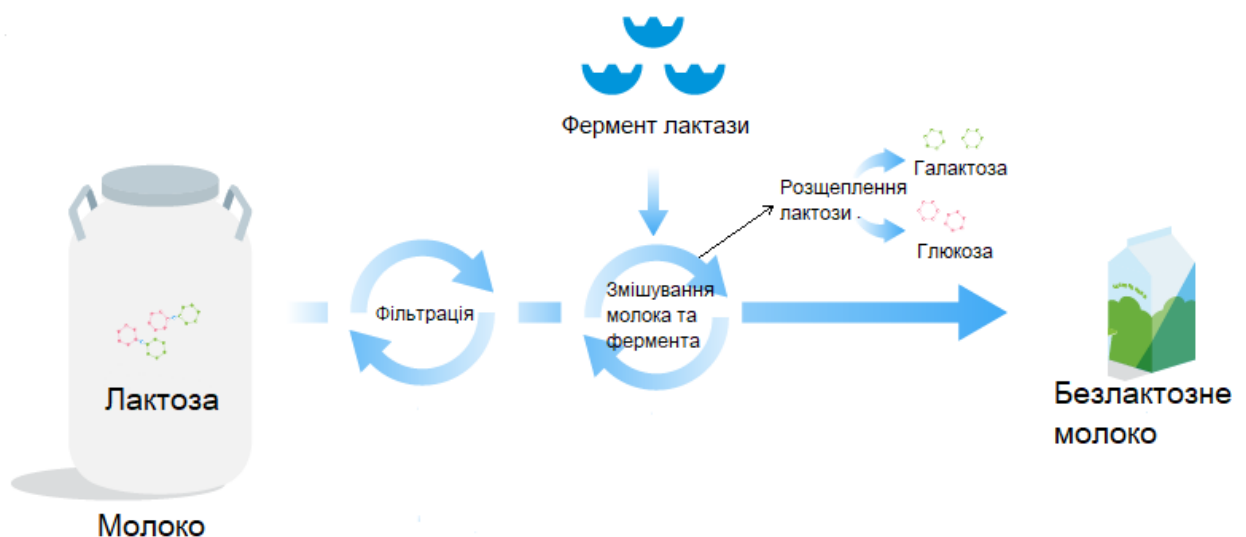 Фермент лактази
Галактоза
Розщеплення
лактози
Глюкоза
Фільтрація
Змішування
молока та
фермента
Лактоза
Безлактозне
молоко
Молоко